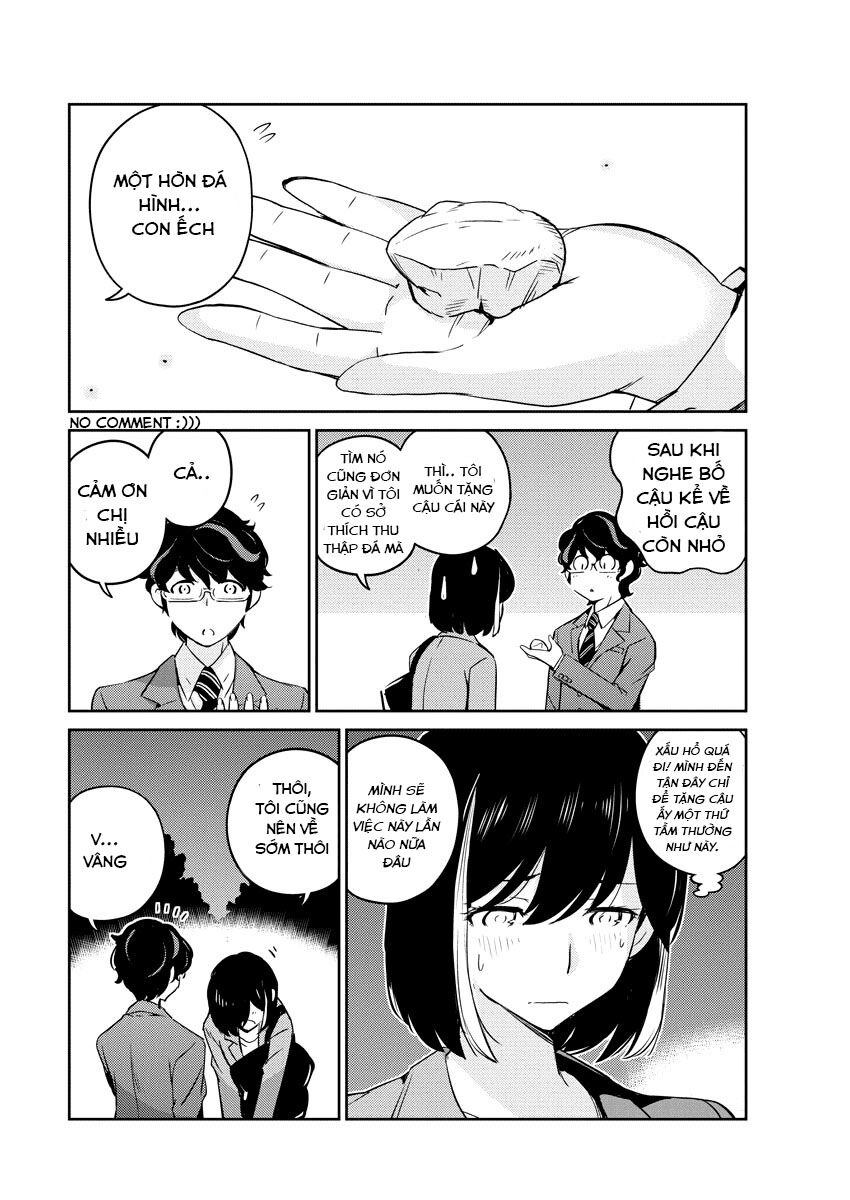 MỘT HÒN ĐÁ
HÌNH...
CON ẾCH
NO COMMENT :)))
SAU KHI
NGHE BỐ
CẬU KỂ VỀ
HỒI CẬU
CÒN NHỎ
THÌ.. TÔI
MUỐN TẶNG
CẬU CÁI NÀY
TÌM NÓ
CŨNG ĐƠN
GIẢN VÌ TÔI
CÓ SỞ
THÍCH THU
THẬP ĐÁ MÀ
CẢ..
CẢM ƠN
CHỊ
NHIỀU
XẤU HỔ QUÁ
ĐI! MÌNH ĐẾN
TẬN ĐÂY CHỈ
ĐỂ TẶNG CẬU
ẤY MỘT THỨ
TẦM THƯỜNG
NHƯ NÀY.
MÌNH SẼ
KHÔNG LÀM
VIỆC NÀY LẦN
NÀO NỮA
ĐÂU
THÔI,
TÔI CŨNG
NÊN VỀ
SỚM THÔI
V...
VÂNG